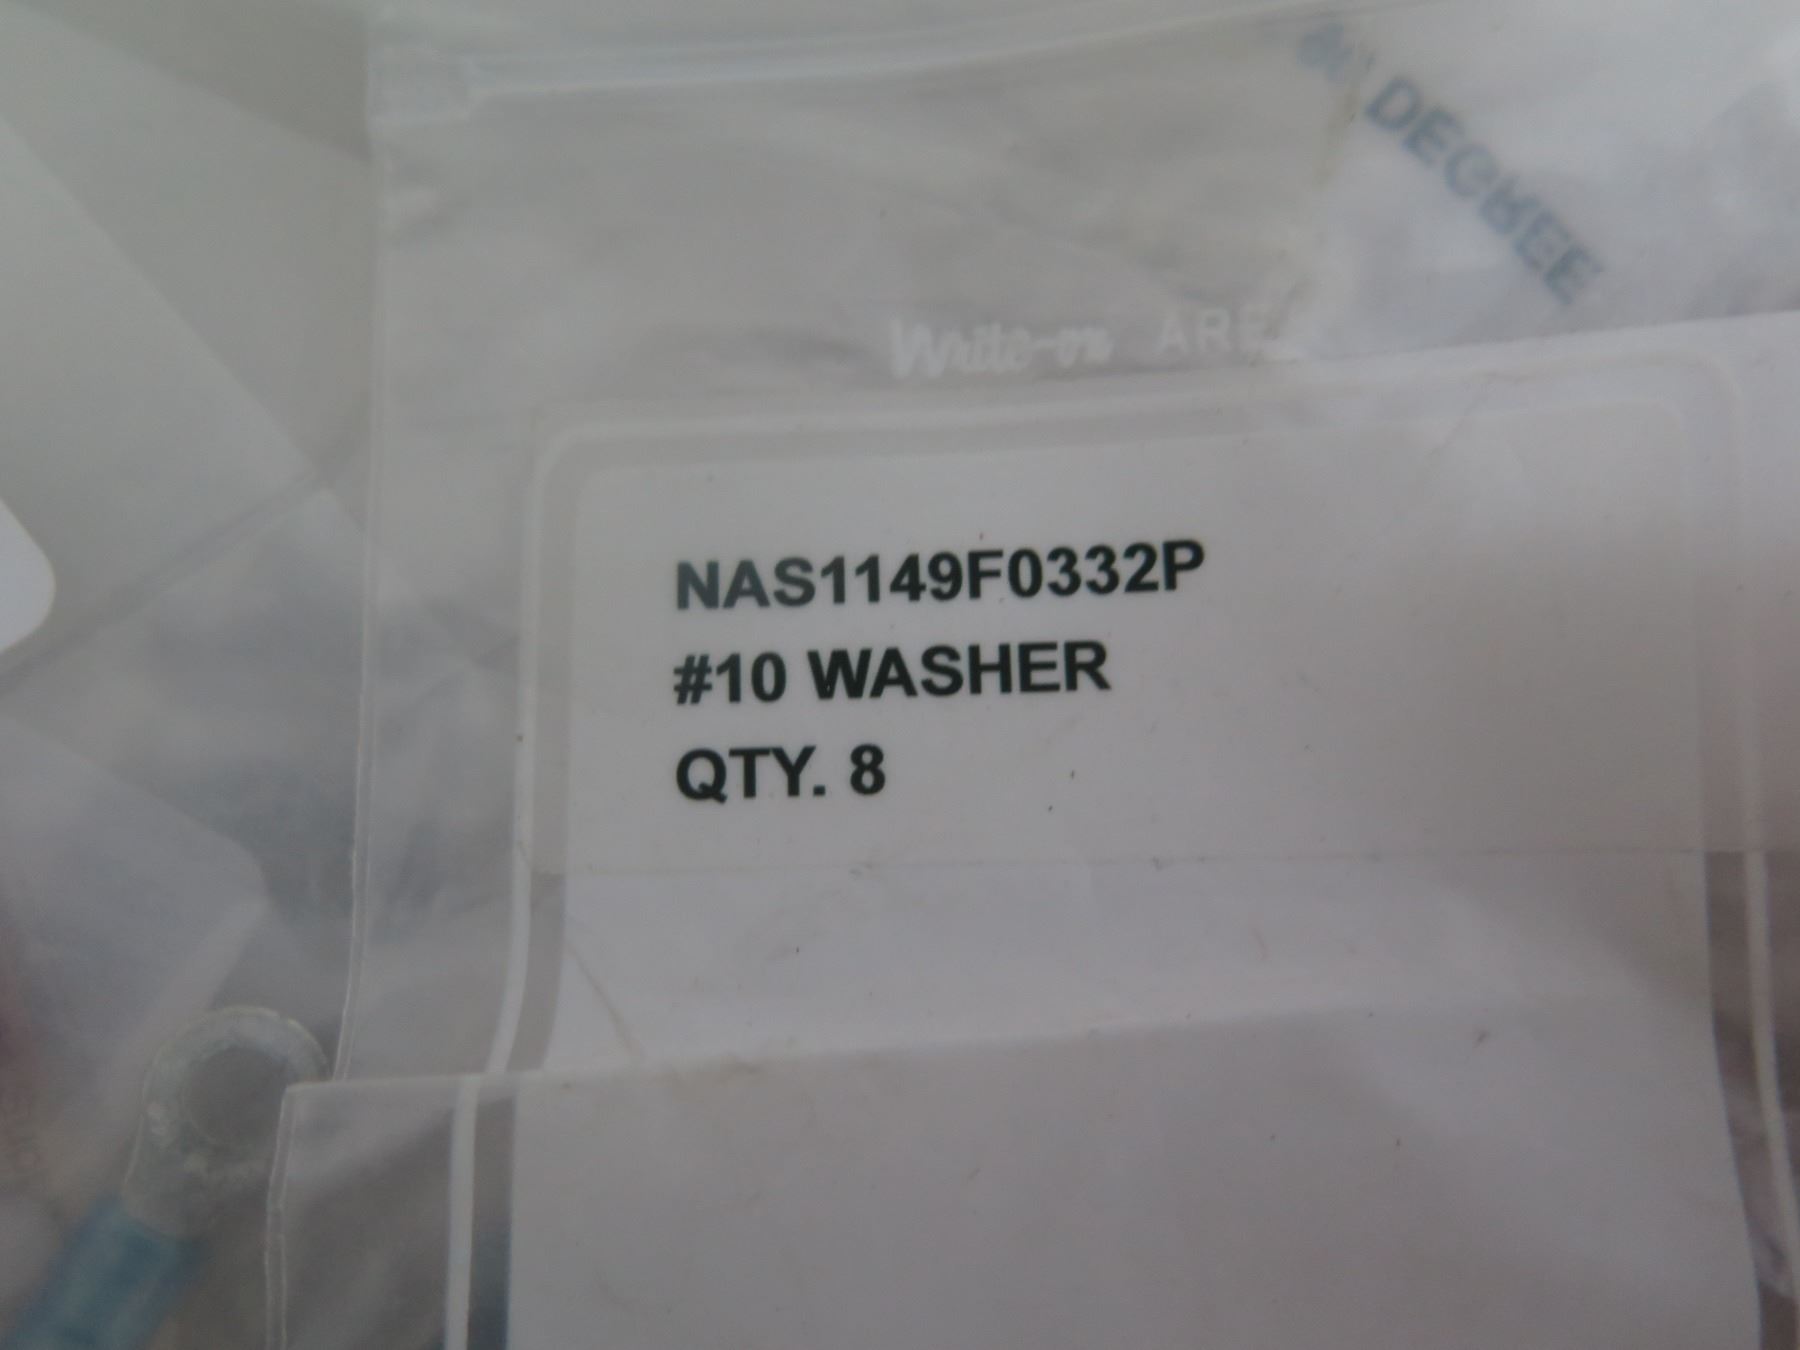 DEGREE
Write-on AREA
NAS1149F0332P
#10 WASHER
QTY. 8